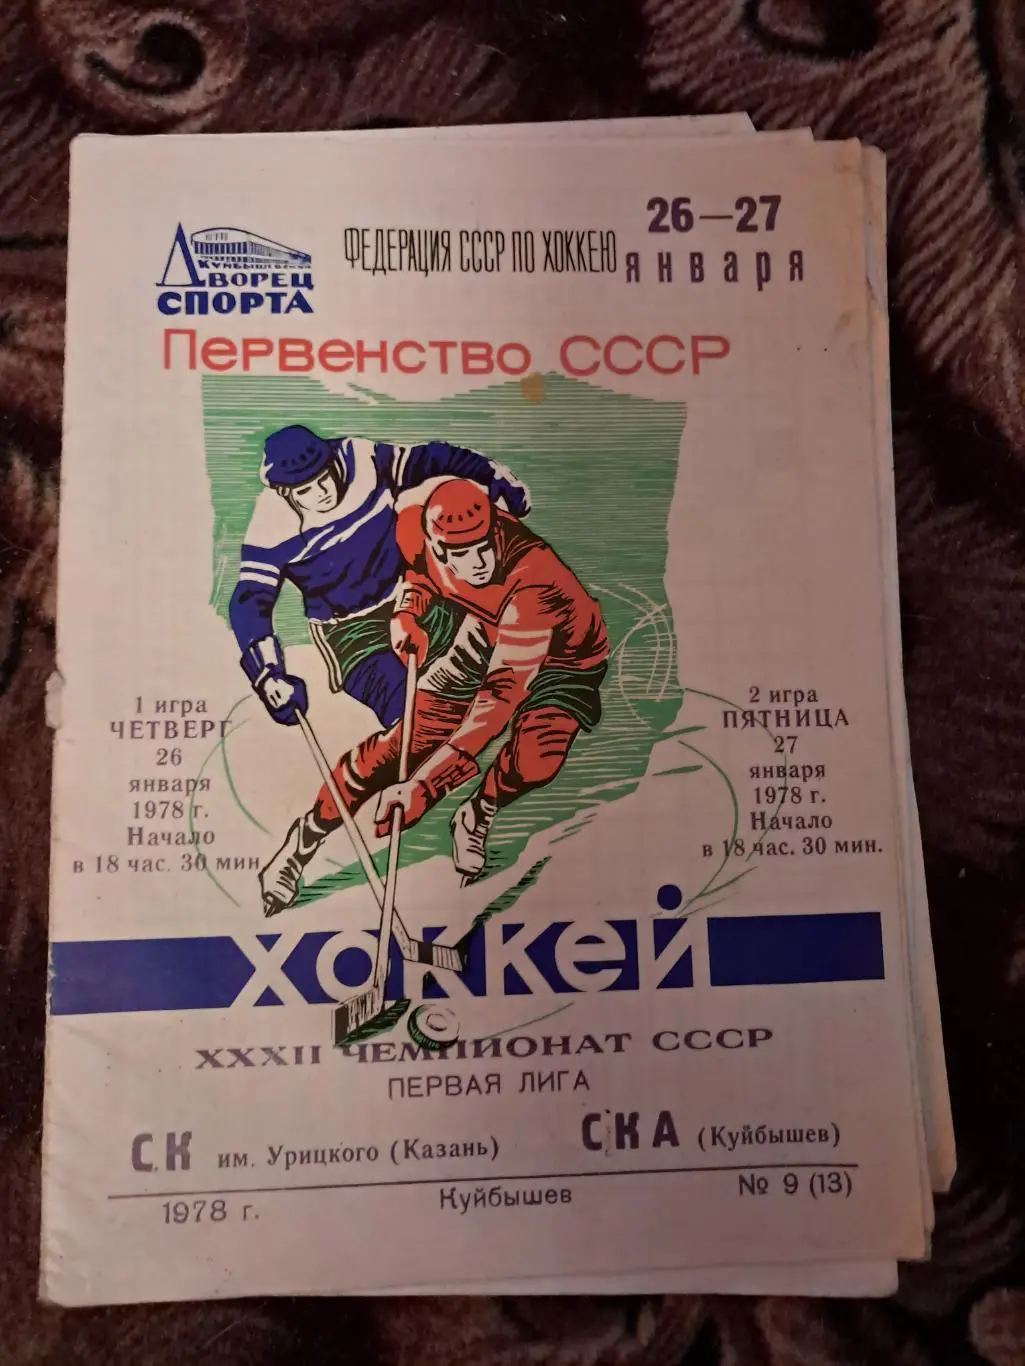 Куйбышевский
ДВОРЕЦ
СПОРТА
ФЕДЕРАЦИЯ СССР ПО ХОККЕЮ
26—27
января
Первенство СССР
1 игра
ЧЕТВЕРГ
26
января
1978 г.
Начало
в 18 час. 30 мин.
2 игра
ПЯТНИЦА
27
января
1978 г.
Начало
в 18 час. 30 мин.
Хоккей
XXXII ЧЕМПИОНАТ СССР
ПЕРВАЯ ЛИГА
СК им. Урицкого (Казань) СКА (Куйбышев)
1978 г. Куйбышев № 9 (13)